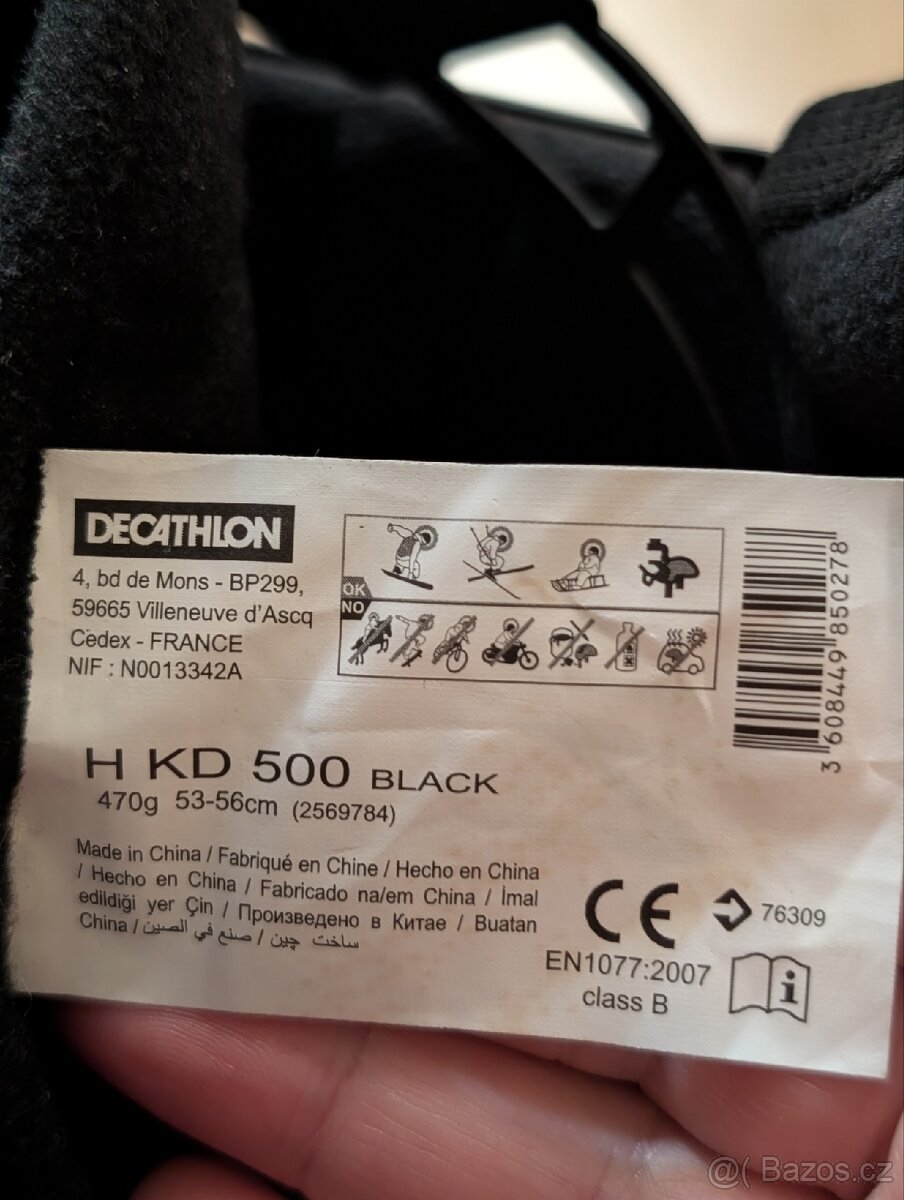 DECATHLON
4, bd de Mons - BP299,
59665 Villeneuve d'Ascq
Cedex - FRANCE
NIF : N0013342A
OK
NO
3 608449 850278
H KD 500 BLACK
470g 53-56cm (2569784)
Made in China / Fabriqué en Chine / Hecho en China
/ Hecho en China / Fabricado na/em China / İmal
edildiği yer Çin / Произведено в Китае / Buatan
China / صنع في الصين / ساخت چین
CE
76309
EN1077:2007
class B
i
@( Bazos.cz